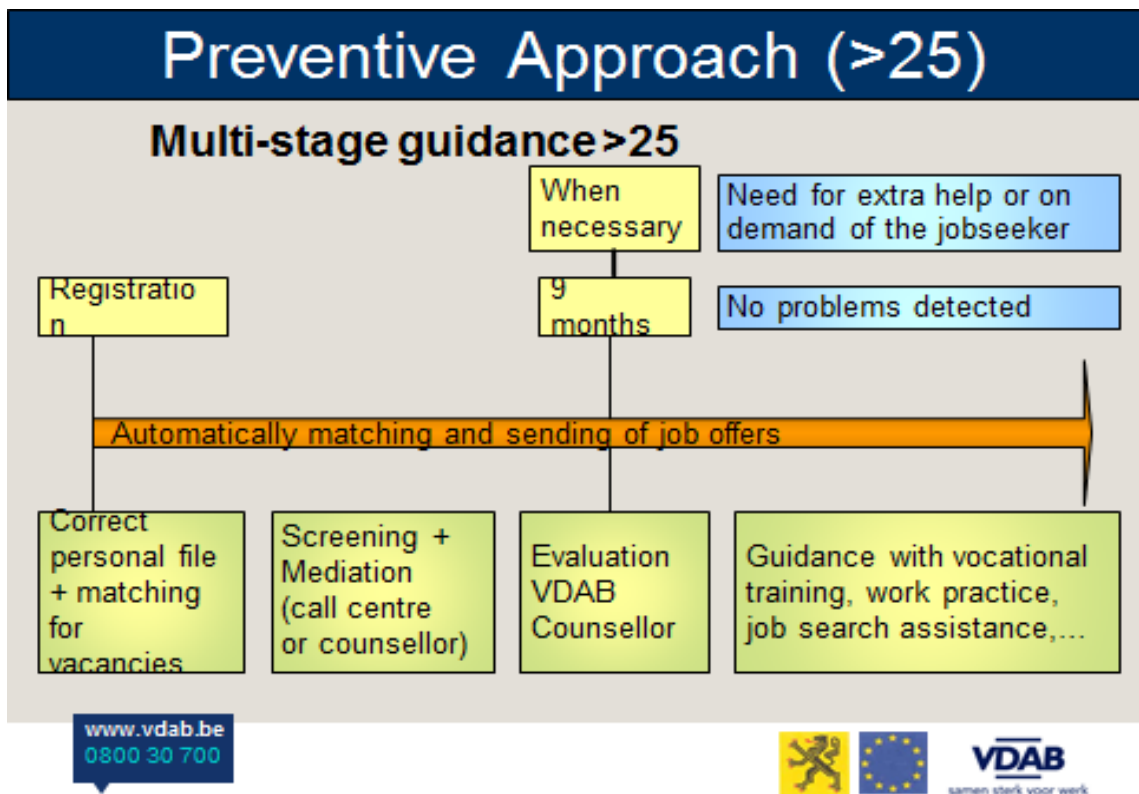 Preventive Approach (>25)
Multi-stage guidance >25
When
necessary
Need for extra help or on
demand of the jobseeker
Registratio
n
9
months
No problems detected
Automatically matching and sending of job offers
Correct
personal file
+ matching
for
vacancies
Screening +
Mediation
(call centre
or counsellor)
Evaluation
VDAB
Counsellor
Guidance with vocational
training, work practice,
job search assistance,…
www.vdab.be
0800 30 700
VDAB
samen sterk voor werk